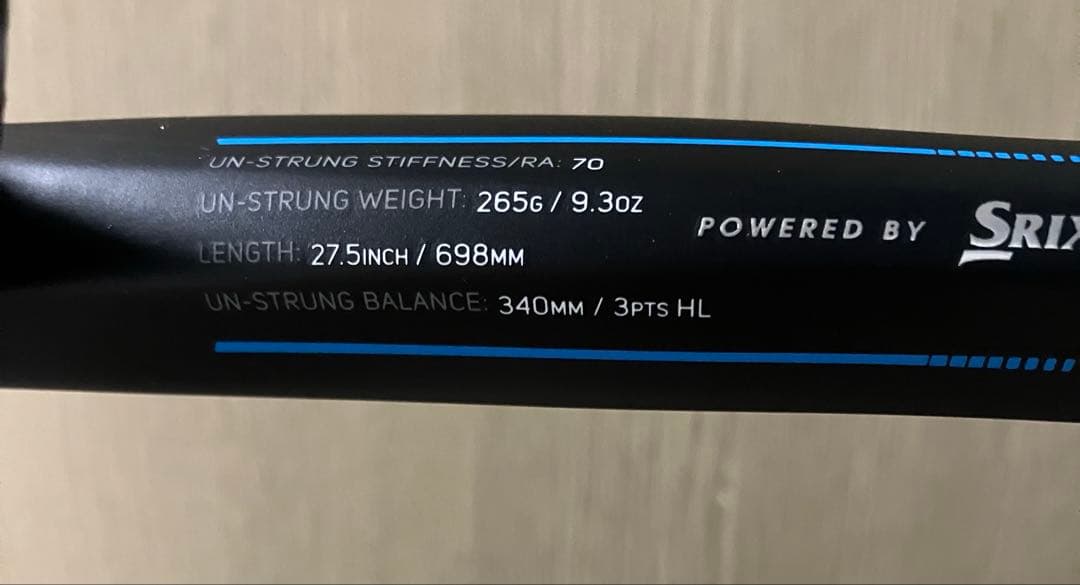 UN-STRUNG STIFFNESS/RA: 70
UN-STRUNG WEIGHT: 265G / 9.3OZ
LENGTH: 27.5INCH / 698MM
UN-STRUNG BALANCE: 340MM / 3PTS HL
POWERED BY SRIX